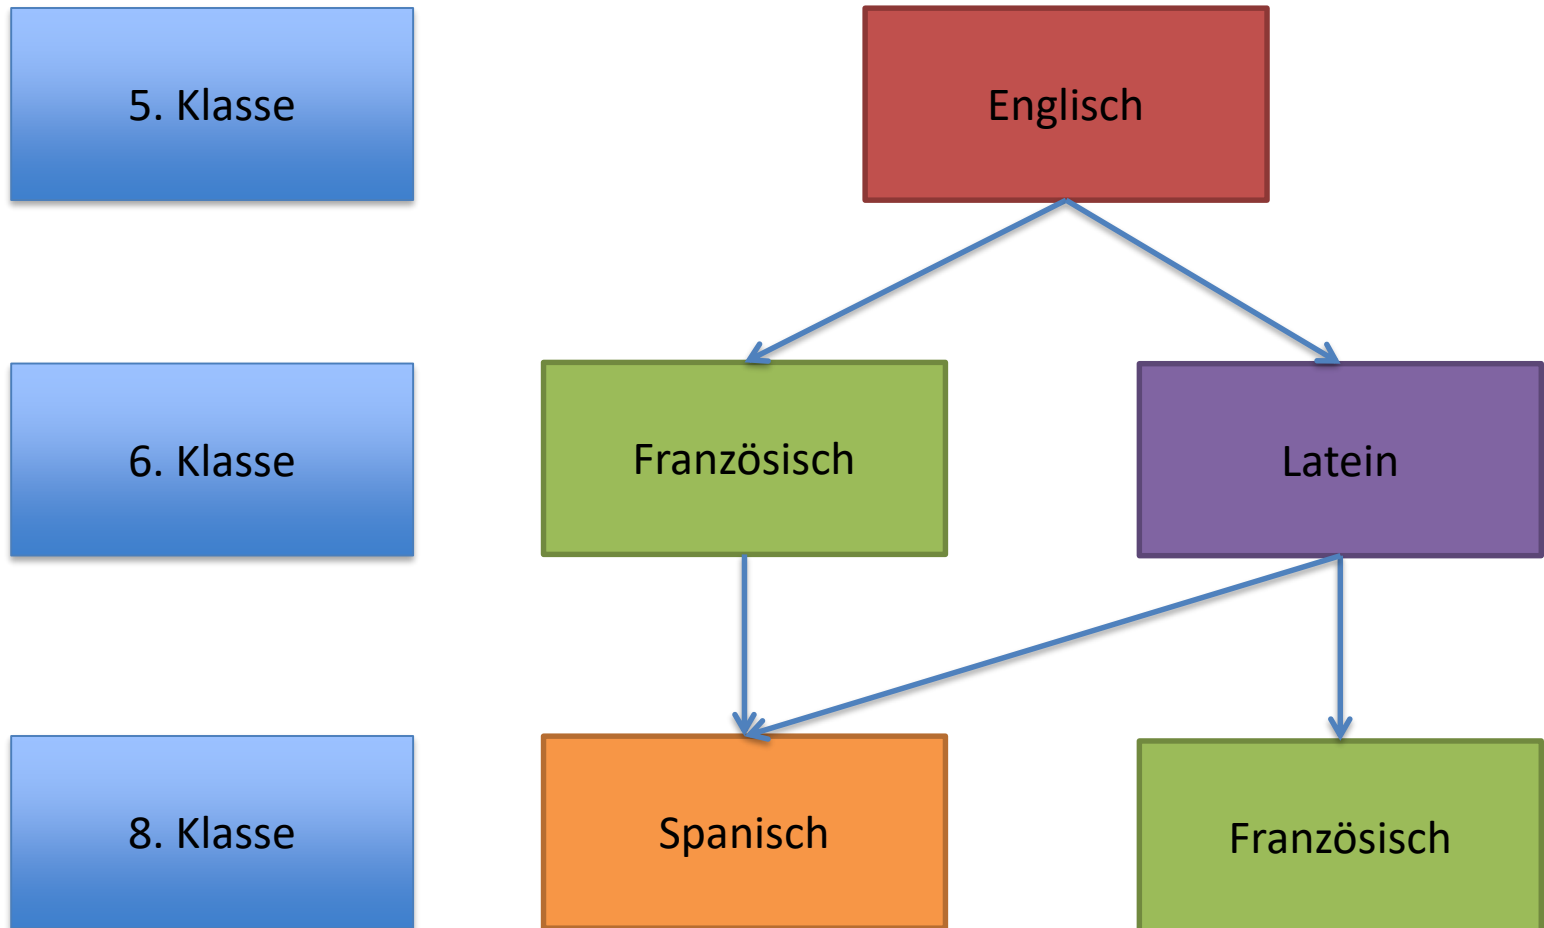 5. Klasse
Englisch
6. Klasse
Französisch
Latein
8. Klasse
Spanisch
Französisch